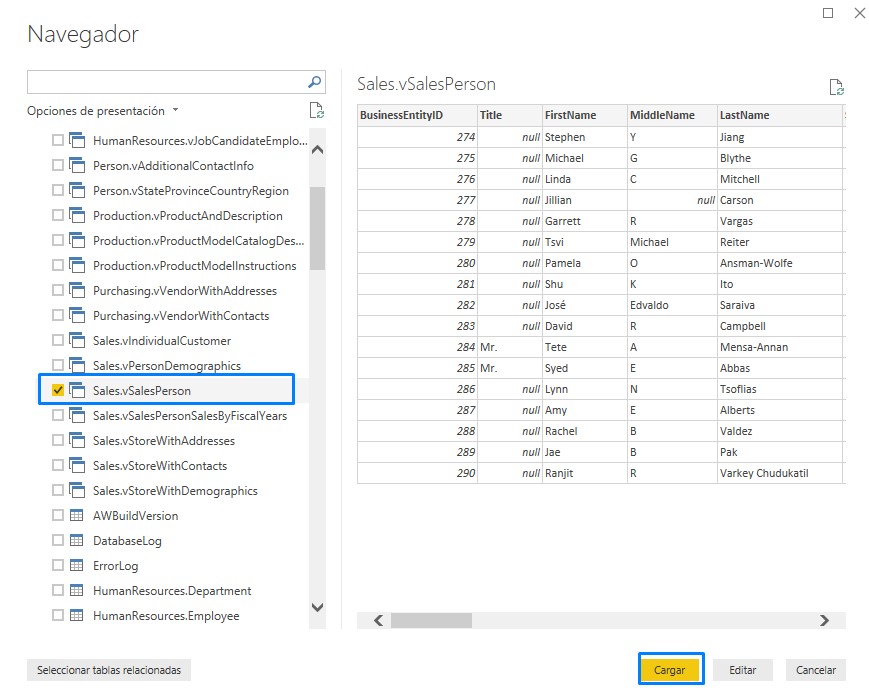 Navegador
Opciones de presentación
HumanResources.vJobCandidateEmplo...
Person.vAdditionalContactInfo
Person.vStateProvinceCountryRegion
Production.vProductAndDescription
Production.vProductModelCatalogDes...
Production.vProductModelInstructions
Purchasing.vVendorWithAddresses
Purchasing.vVendorWithContacts
Sales.vIndividualCustomer
Sales.vPersonDemographics
Sales.vSalesPerson
Sales.vSalesPersonSalesByFiscalYears
Sales.vStoreWithAddresses
Sales.vStoreWithContacts
Sales.vStoreWithDemographics
AWBuildVersion
DatabaseLog
ErrorLog
HumanResources.Department
HumanResources.Employee
Sales.vSalesPerson
BusinessEntityID Title FirstName MiddleName LastName
274 null Stephen Y Jiang
275 null Michael G Blythe
276 null Linda C Mitchell
277 null Jillian null Carson
278 null Garrett R Vargas
279 null Tsvi Michael Reiter
280 null Pamela O Ansman-Wolfe
281 null Shu K Ito
282 null José Edvaldo Saraiva
283 null David R Campbell
284 Mr. Tete A Mensa-Annan
285 Mr. Syed E Abbas
286 null Lynn N Tsoflias
287 null Amy E Alberts
288 null Rachel B Valdez
289 null Jae B Pak
290 null Ranjit R Varkey Chudukatil
Seleccionar tablas relacionadas
Cargar
Editar
Cancelar